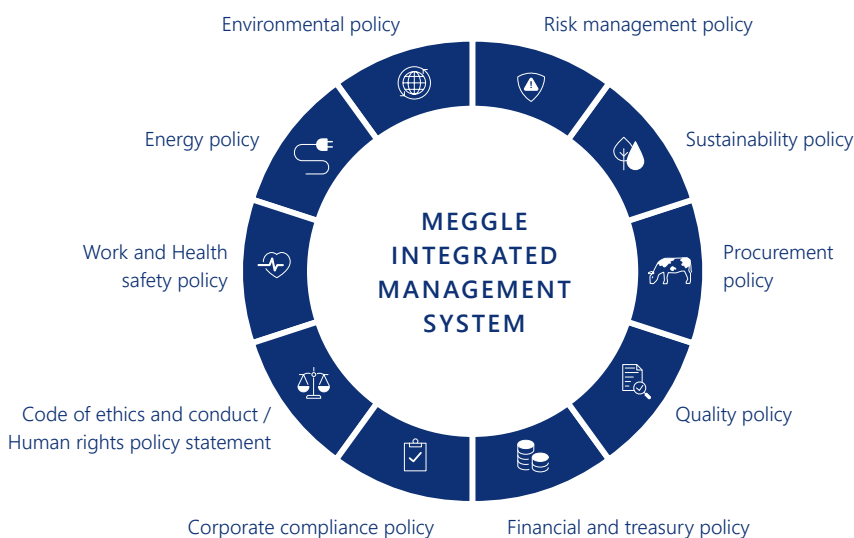 Environmental policy
Risk management policy
Energy policy
Sustainability policy
MEGGLE
INTEGRATED
MANAGEMENT
SYSTEM
Work and Health
safety policy
Procurement
policy
Code of ethics and conduct /
Human rights policy statement
Quality policy
Corporate compliance policy
Financial and treasury policy